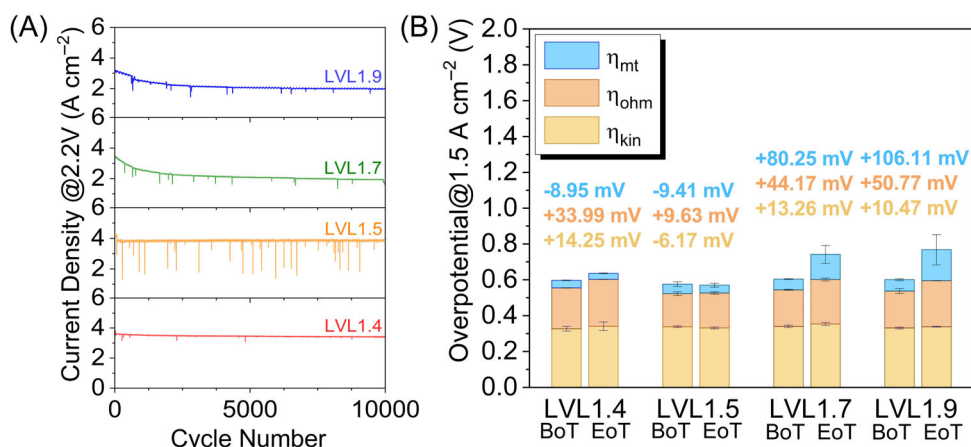 (A)
Current Density @2.2V (A cm⁻²)
6
4
2
6
4
2
6
4
2
6
4
2
0
LVL1.9
LVL1.7
LVL1.5
LVL1.4
0 5000 10000
Cycle Number
(B)
Overpotential@1.5 A cm⁻² (V)
2.0
1.8
1.6
1.4
1.2
1.0
0.8
0.6
0.4
0.2
0.0
ηmt
ηohm
ηkin
-8.95 mV
+33.99 mV
+14.25 mV
-9.41 mV
+9.63 mV
-6.17 mV
+80.25 mV
+44.17 mV
+13.26 mV
+106.11 mV
+50.77 mV
+10.47 mV
LVL1.4 LVL1.5 LVL1.7 LVL1.9
BoT EoT BoT EoT BoT EoT BoT EoT